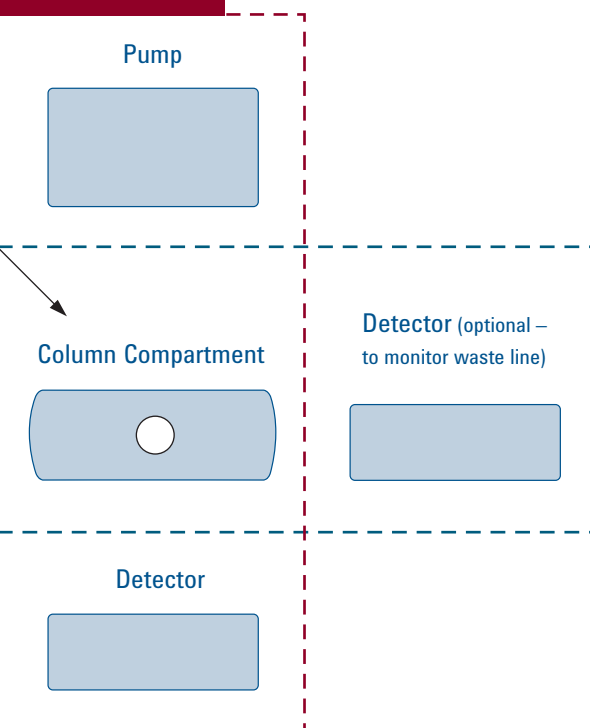 Pump
Column Compartment
Detector (optional –
to monitor waste line)
Detector